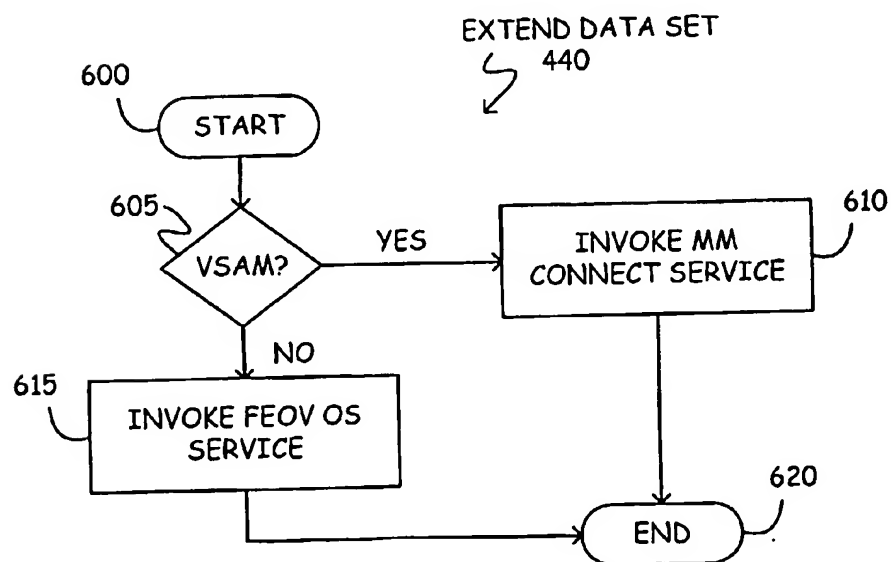 EXTEND DATA SET
440
600
START
605
VSAM?
YES
610
INVOKE MM
CONNECT SERVICE
NO
615
INVOKE FEOV OS
SERVICE
620
END